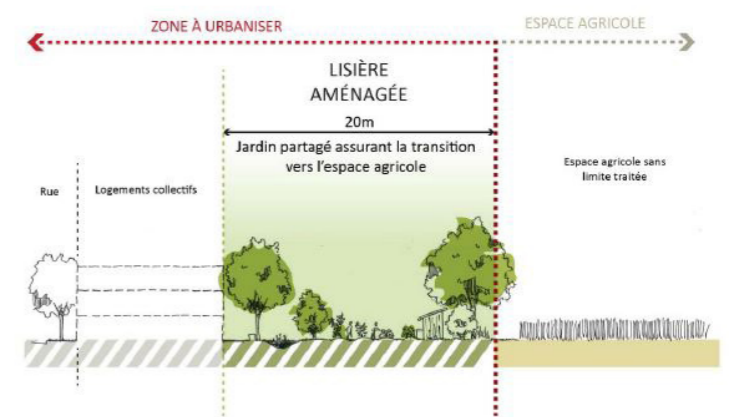 ZONE À URBANISER
ESPACE AGRICOLE
LISIÈRE
AMÉNAGÉE
20m
Jardin partagé assurant la transition
vers l'espace agricole
Espace agricole sans
limite traitée
Rue
Logements collectifs